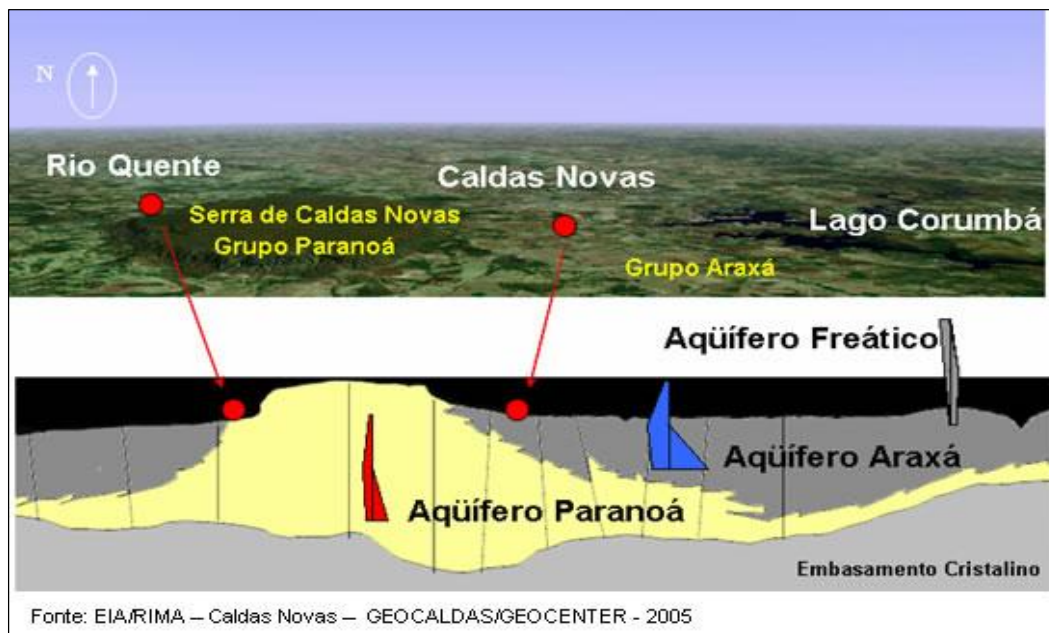 N
Rio Quente
Caldas Novas
Serra de Caldas Novas
Grupo Paranoá
Lago Corumbá
Grupo Araxá
Aqüífero Freático
Aqüífero Araxá
Aqüífero Paranoá
Embasamento Cristalino
Fonte: EIA/RIMA – Caldas Novas – GEOCALDAS/GEOCENTER - 2005